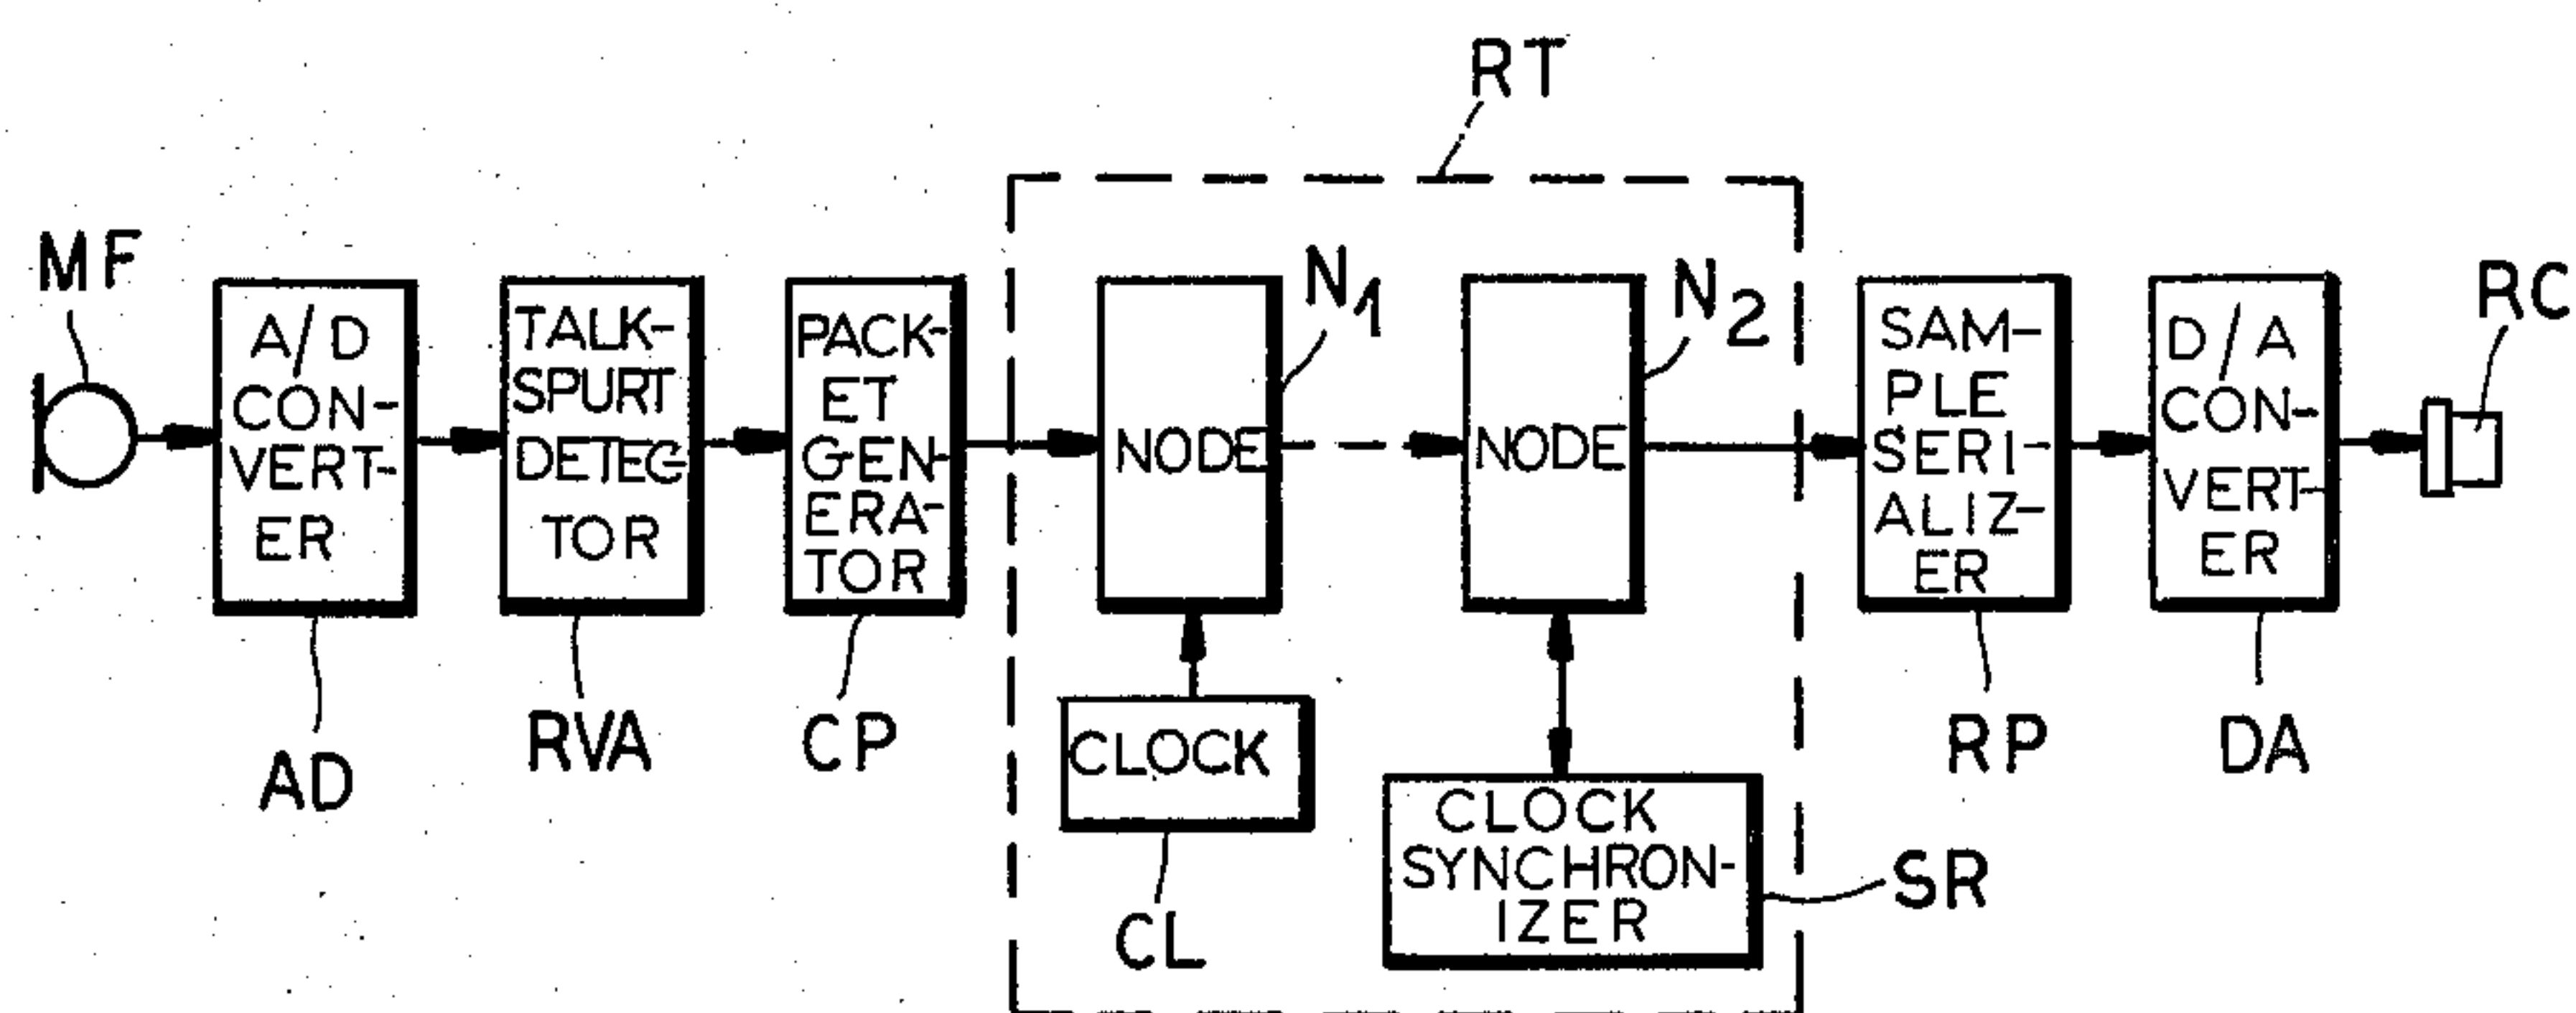 RT
MF
A/D
CON-
VERT-
ER
AD
TALK-
SPURT
DETEC-
TOR
RVA
PACK-
ET
GEN-
ERA-
TOR
CP
NODE
N1
CLOCK
CL
NODE
N2
CLOCK
SYNCHRON-
IZER
SR
SAM-
PLE
SERI-
ALIZ-
ER
RP
D/A
CON-
VERT-
ER
DA
RC